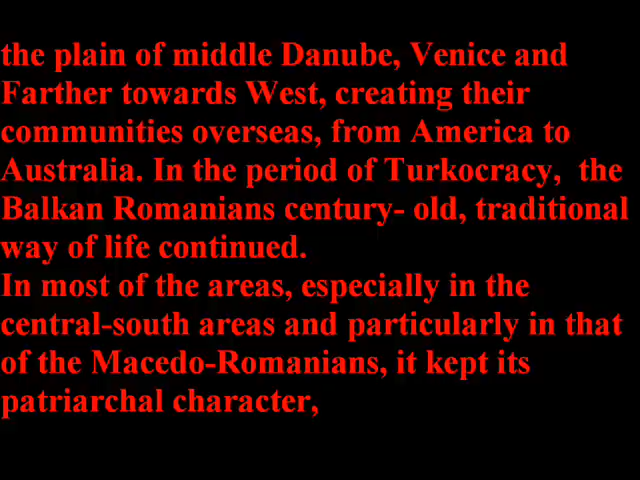 the plain of middle Danube, Venice and
Farther towards West, creating their
communities overseas, from America to
Australia. In the period of Turkocracy,  the
Balkan Romanians century- old, traditional
way of life continued.
In most of the areas, especially in the
central-south areas and particularly in that
of the Macedo-Romanians, it kept its
patriarchal character,